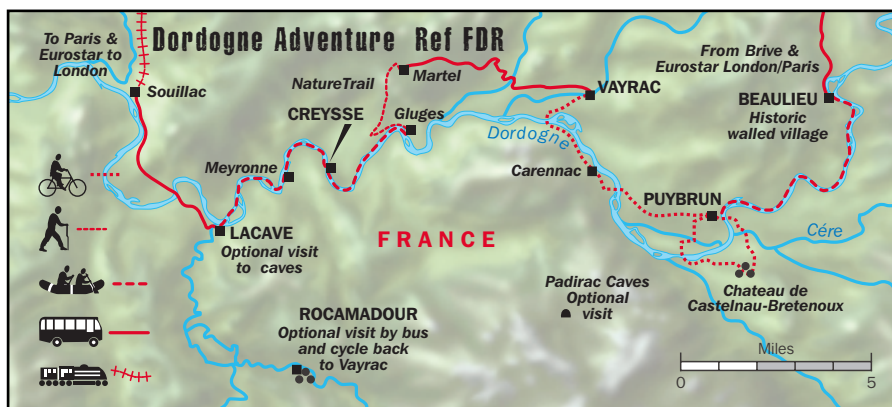 To Paris &
Eurostar to
London
Dordogne Adventure Ref FDR
From Brive &
Eurostar London/Paris
Souillac
NatureTrail
Martel
CREYSSE
Gluges
VAYRAC
BEAULIEU
Historic
walled village
Dordogne
Meyronne
Carennac
PUYBRUN
LACAVE
Optional visit
to caves
FRANCE
Cére
Padirac Caves
Optional
visit
Chateau de
Castelnau-Bretenoux
ROCAMADOUR
Optional visit by bus
and cycle back
to Vayrac
Miles
0 5